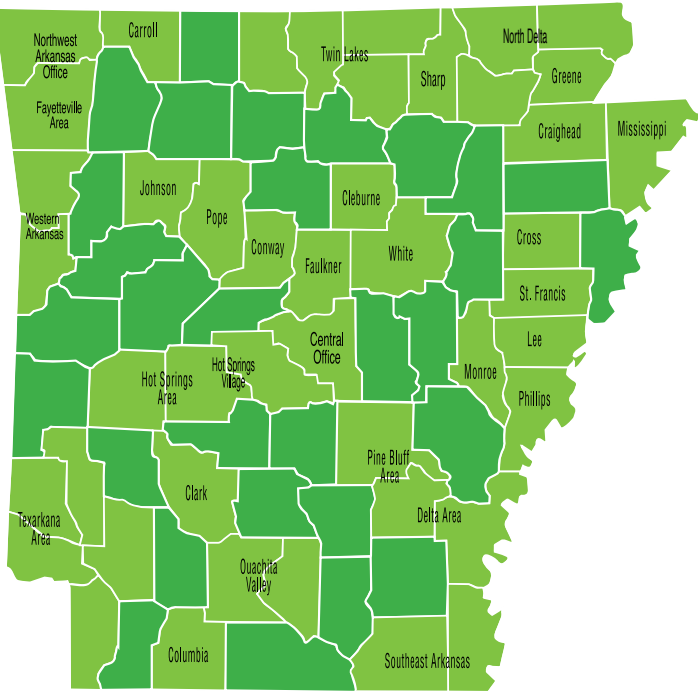 Carroll
Northwest
Arkansas
Office
Twin Lakes
North Delta
Sharp
Greene
Fayetteville
Area
Craighead
Mississippi
Johnson
Cleburne
Pope
Western
Arkansas
Conway
White
Cross
Faulkner
St. Francis
Central
Office
Lee
Hot Springs
Village
Hot Springs
Area
Monroe
Phillips
Pine Bluff
Area
Clark
Texarkana
Area
Delta Area
Ouachita
Valley
Columbia
Southeast Arkansas